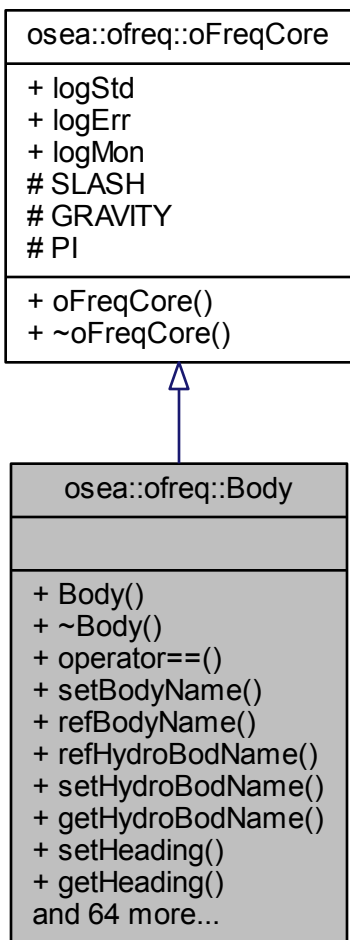 osea::ofreq::oFreqCore
+ logStd
+ logErr
+ logMon
# SLASH
# GRAVITY
# PI
+ oFreqCore()
+ ~oFreqCore()
osea::ofreq::Body
+ Body()
+ ~Body()
+ operator==()
+ setBodyName()
+ refBodyName()
+ refHydroBodName()
+ setHydroBodName()
+ getHydroBodName()
+ setHeading()
+ getHeading()
and 64 more...